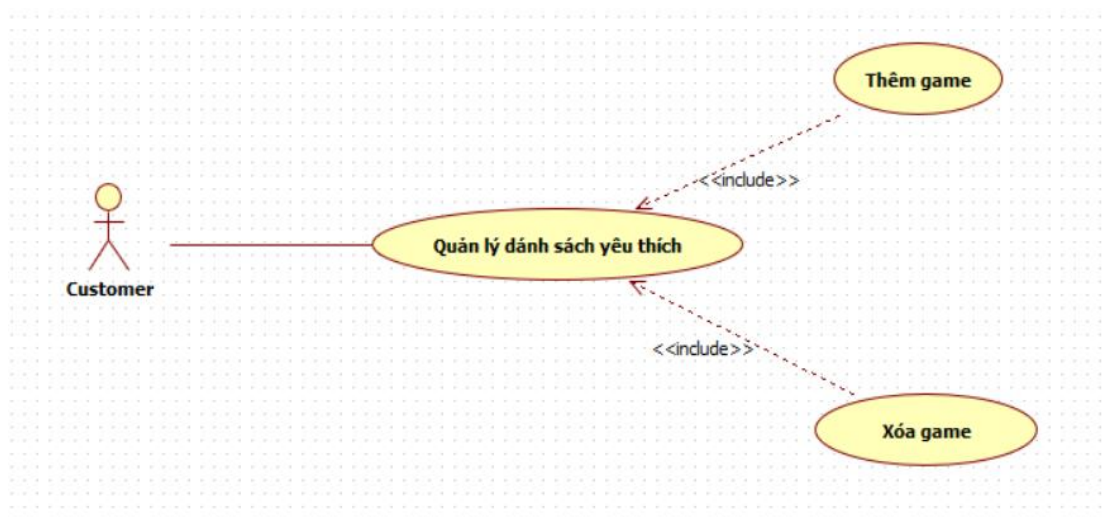 Thêm game
<<include>>
Quản lý dánh sách yêu thích
Customer
<<include>>
Xóa game